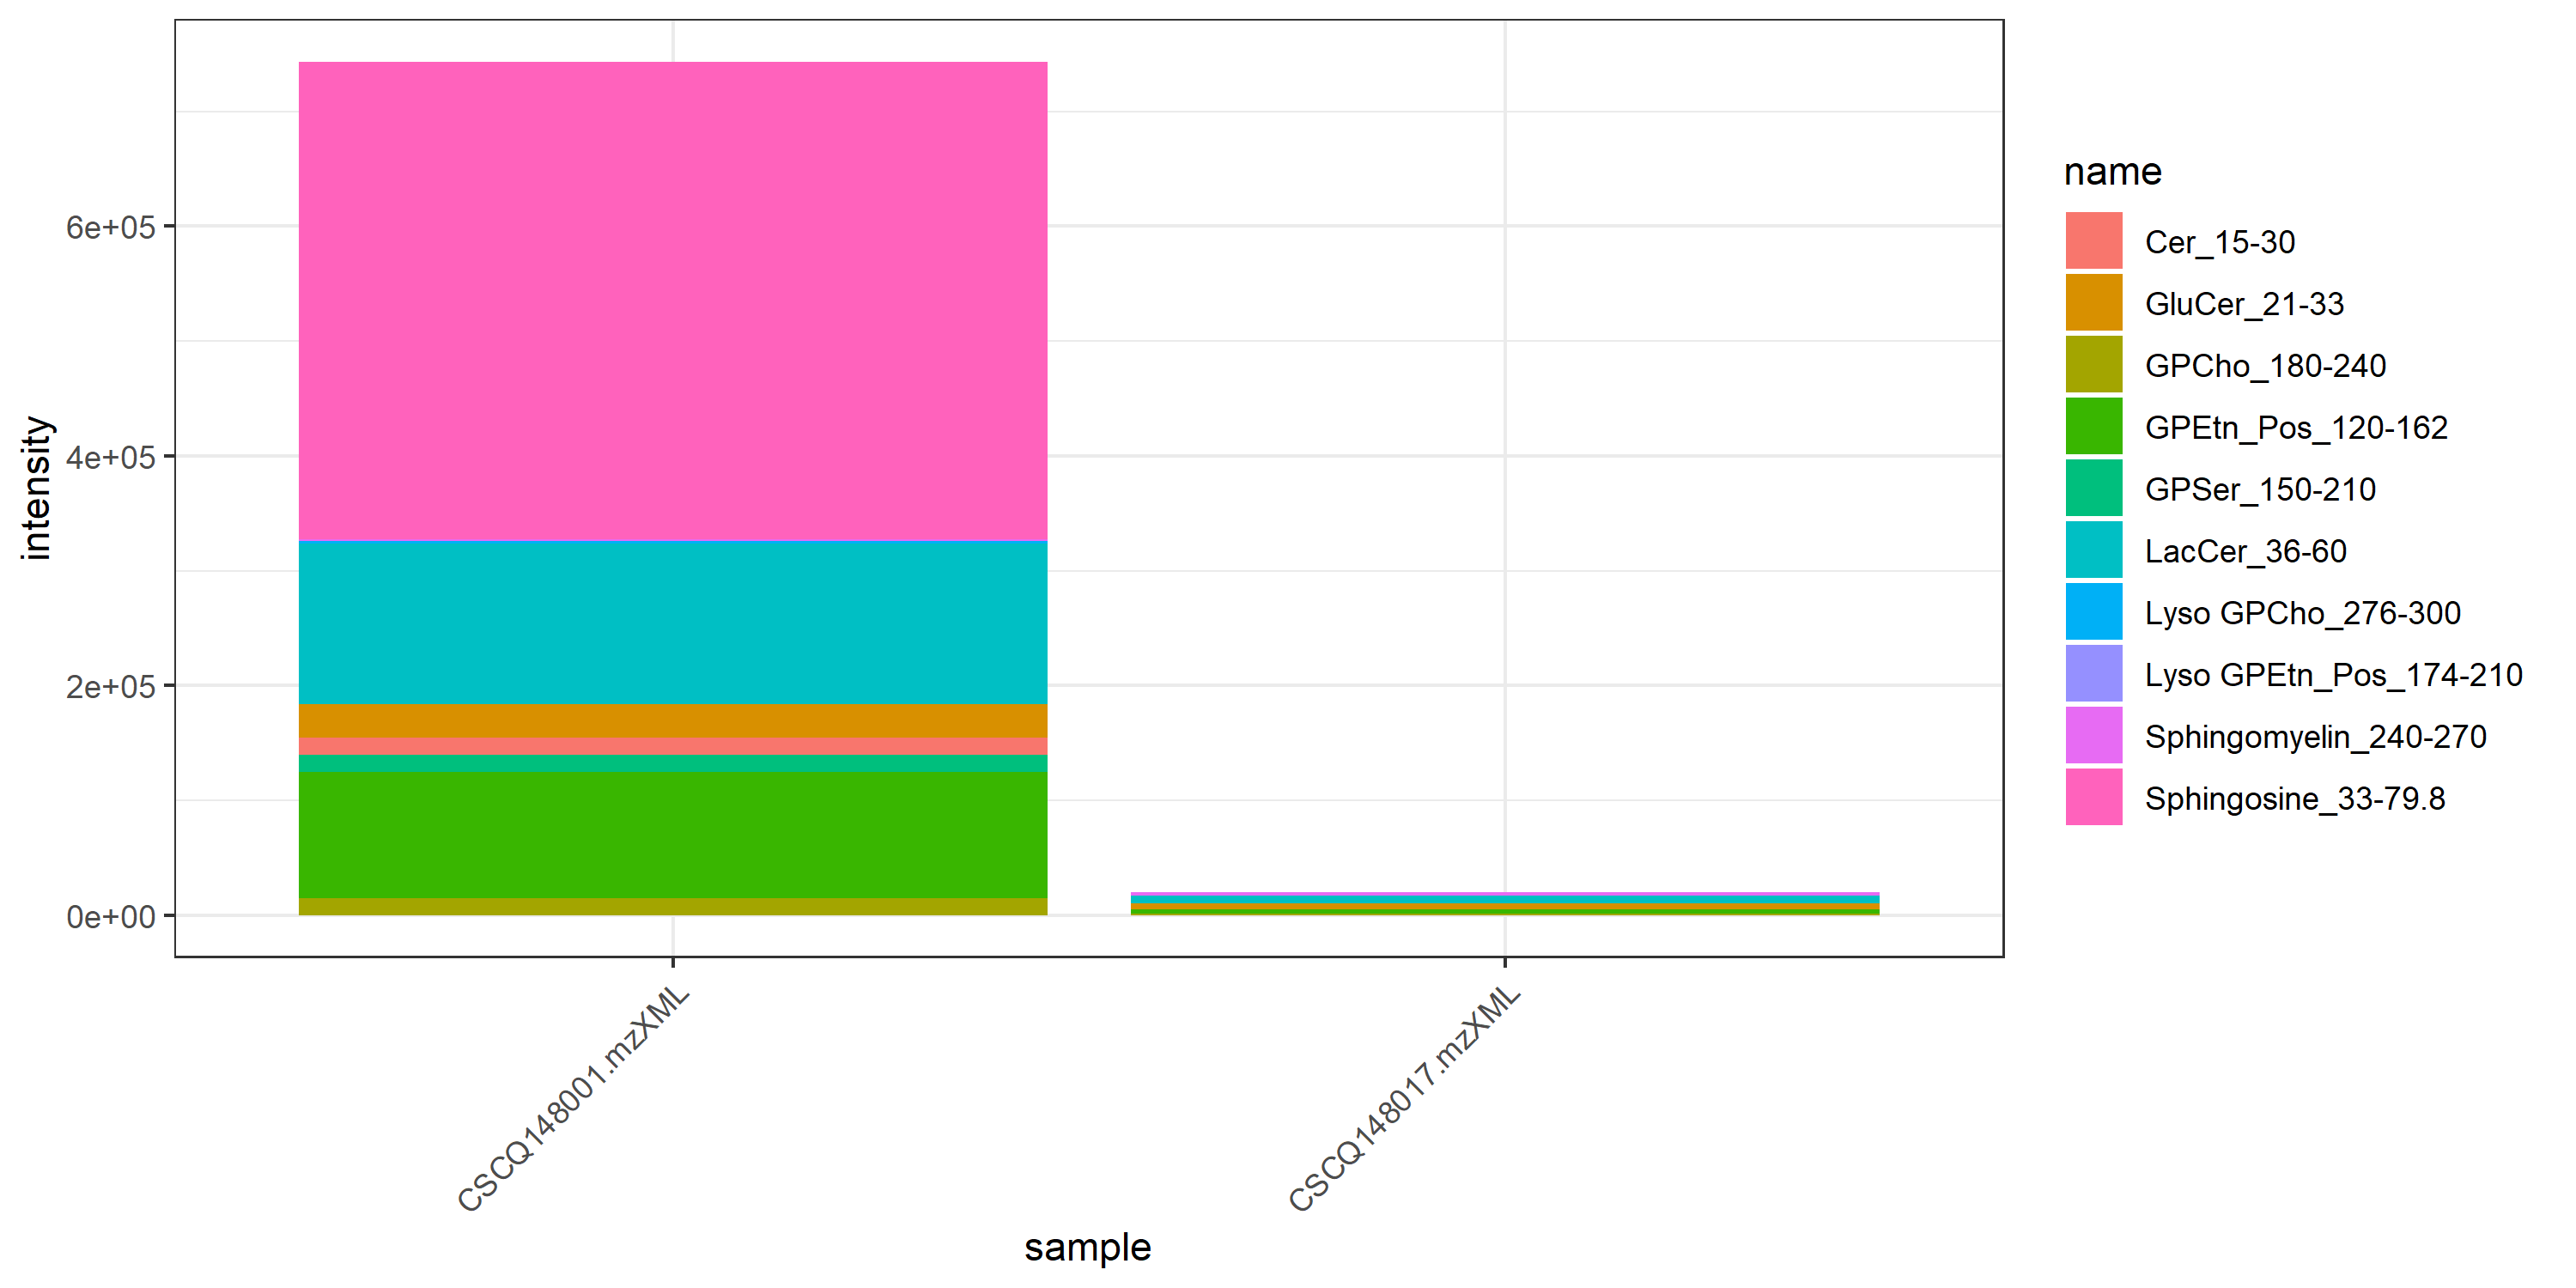 intensity
6e+05
4e+05
2e+05
0e+00
CSCQ148001.mzXML
CSCQ148017.mzXML
sample
name
Cer_15-30
GluCer_21-33
GPCho_180-240
GPEtn_Pos_120-162
GPSer_150-210
LacCer_36-60
Lyso GPCho_276-300
Lyso GPEtn_Pos_174-210
Sphingomyelin_240-270
Sphingosine_33-79.8